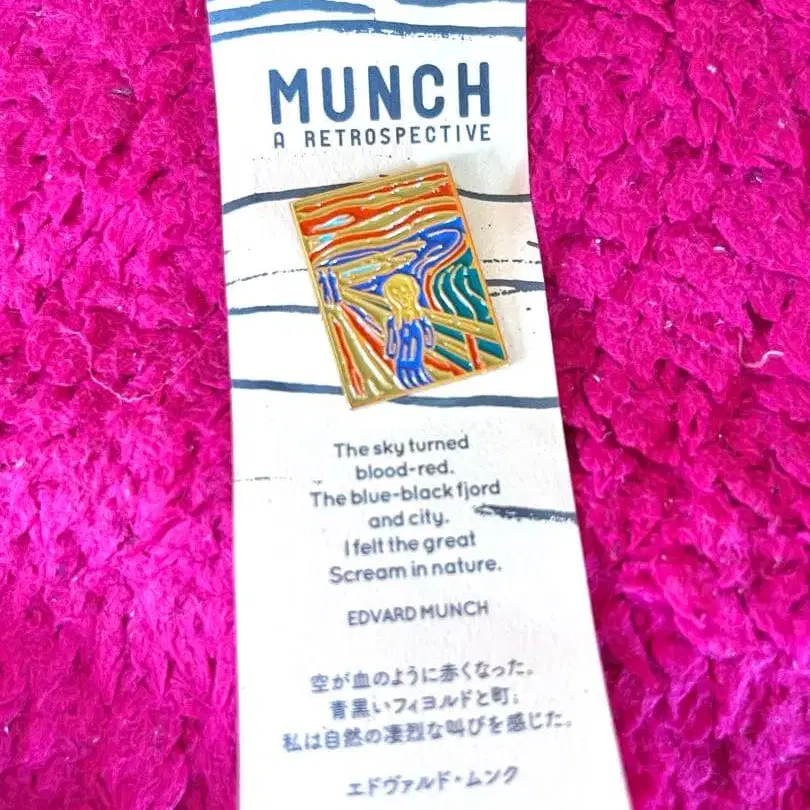 MUNCH
A RETROSPECTIVE
The sky turned
blood-red.
The blue-black fjord
and city.
I felt the great
Scream in nature.
EDVARD MUNCH
空が血のように赤くなった。
青黒いフィヨルドと町。
私は自然の凄烈な叫びを感じた。
エドヴァルド・ムンク